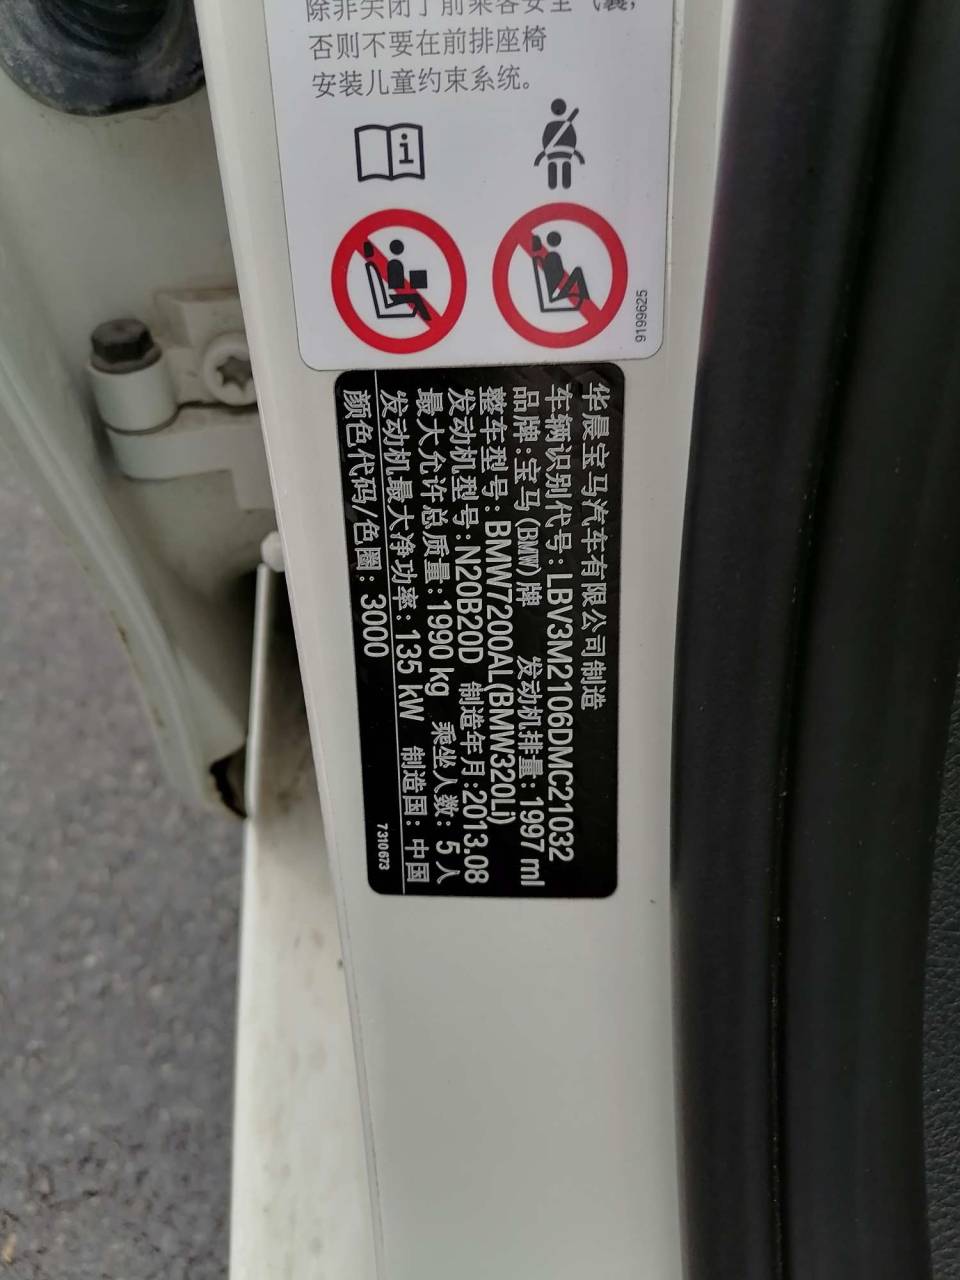 除非关闭了前乘客安全气囊,
否则不要在前排座椅
安装儿童约束系统。
9199625
华晨宝马汽车有限公司制造
车辆识别代号: LBV3M2106DMC21032
品牌: 宝马(BMW)牌 发动机排量: 1997 ml
整车型号: BMW7200AL(BMW320Li)
发动机型号: N20B20D 制造年月: 2013.08
最大允许总质量: 1990 kg 乘坐人数: 5 人
发动机最大净功率: 135 kW 制造国: 中国
颜色代码/色圈: 3000 7310673